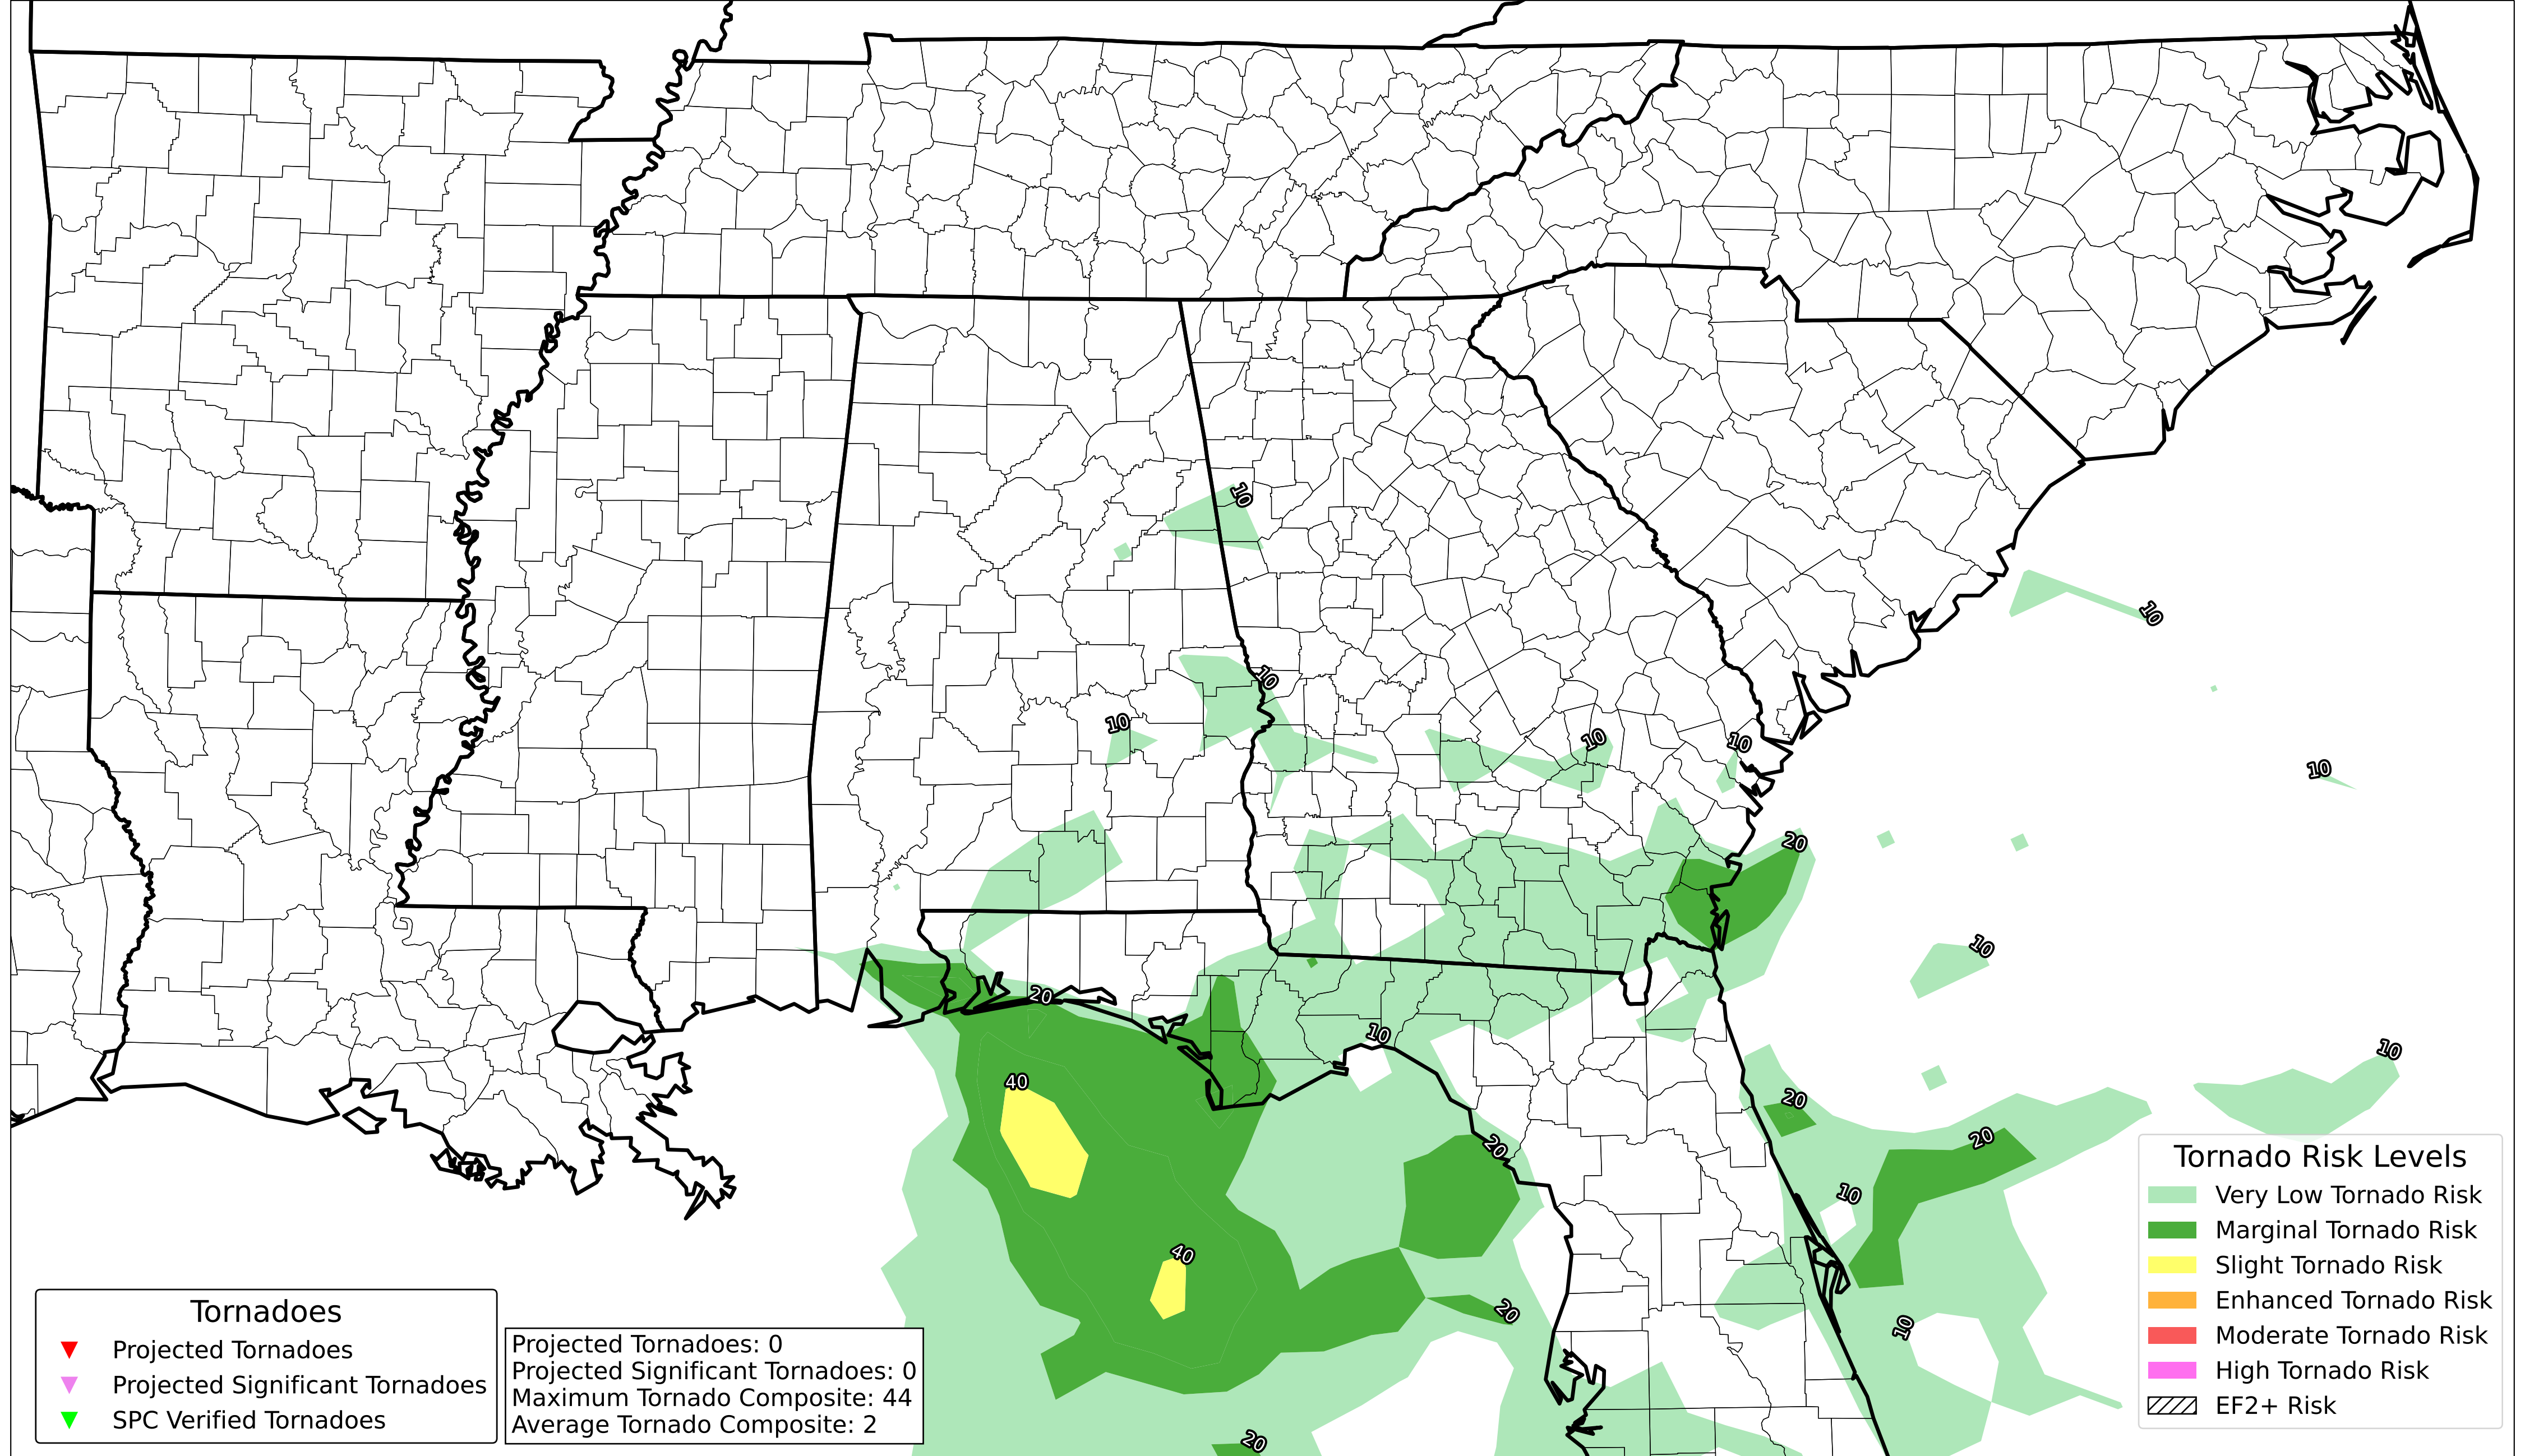 10
10
10
10
10
10
10
20
10
10
20
10
10
40
20
20
20
10
40
20
10
20
Tornado Risk Levels
Very Low Tornado Risk
Marginal Tornado Risk
Slight Tornado Risk
Enhanced Tornado Risk
Moderate Tornado Risk
High Tornado Risk
EF2+ Risk
Tornadoes
Projected Tornadoes
Projected Significant Tornadoes
SPC Verified Tornadoes
Projected Tornadoes: 0
Projected Significant Tornadoes: 0
Maximum Tornado Composite: 44
Average Tornado Composite: 2